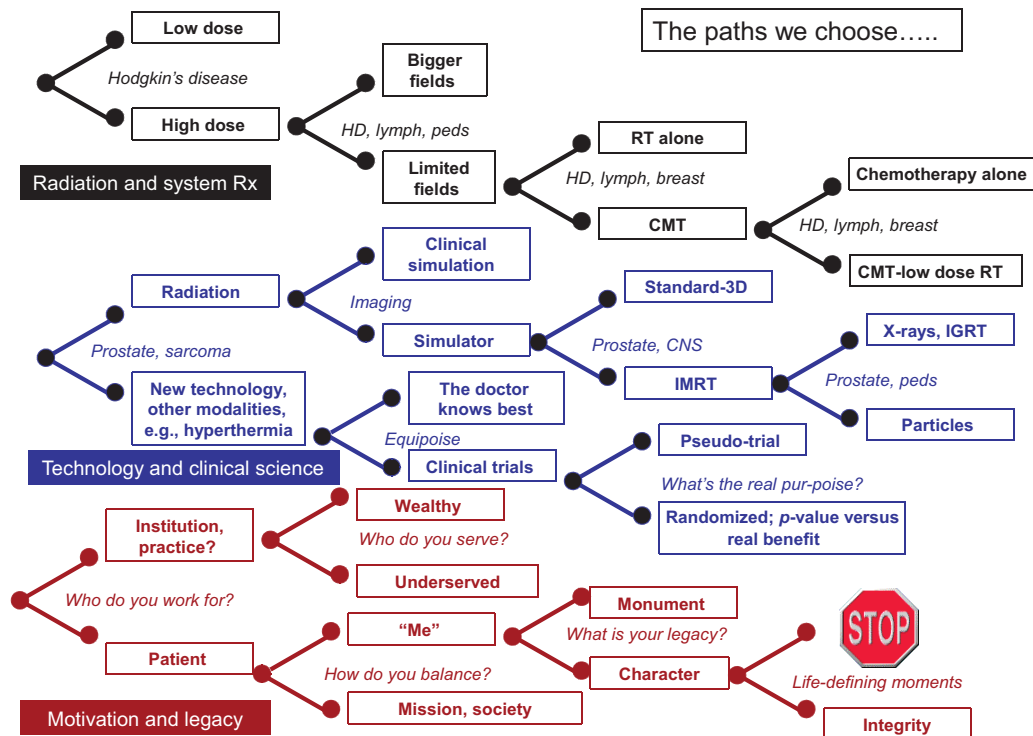 The paths we choose.....
Low dose
Hodgkin's disease
High dose
Bigger
fields
HD, lymph, peds
Limited
fields
RT alone
HD, lymph, breast
CMT
Chemotherapy alone
HD, lymph, breast
CMT-low dose RT
Radiation and system Rx
Radiation
Prostate, sarcoma
New technology,
other modalities,
e.g., hyperthermia
Clinical
simulation
Imaging
Simulator
Standard-3D
Prostate, CNS
IMRT
X-rays, IGRT
Prostate, peds
Particles
The doctor
knows best
Equipoise
Clinical trials
Pseudo-trial
What's the real pur-poise?
Randomized; p-value versus
real benefit
Technology and clinical science
Institution,
practice?
Who do you work for?
Patient
Wealthy
Who do you serve?
Underserved
"Me"
How do you balance?
Mission, society
Monument
What is your legacy?
Character
STOP
Life-defining moments
Integrity
Motivation and legacy